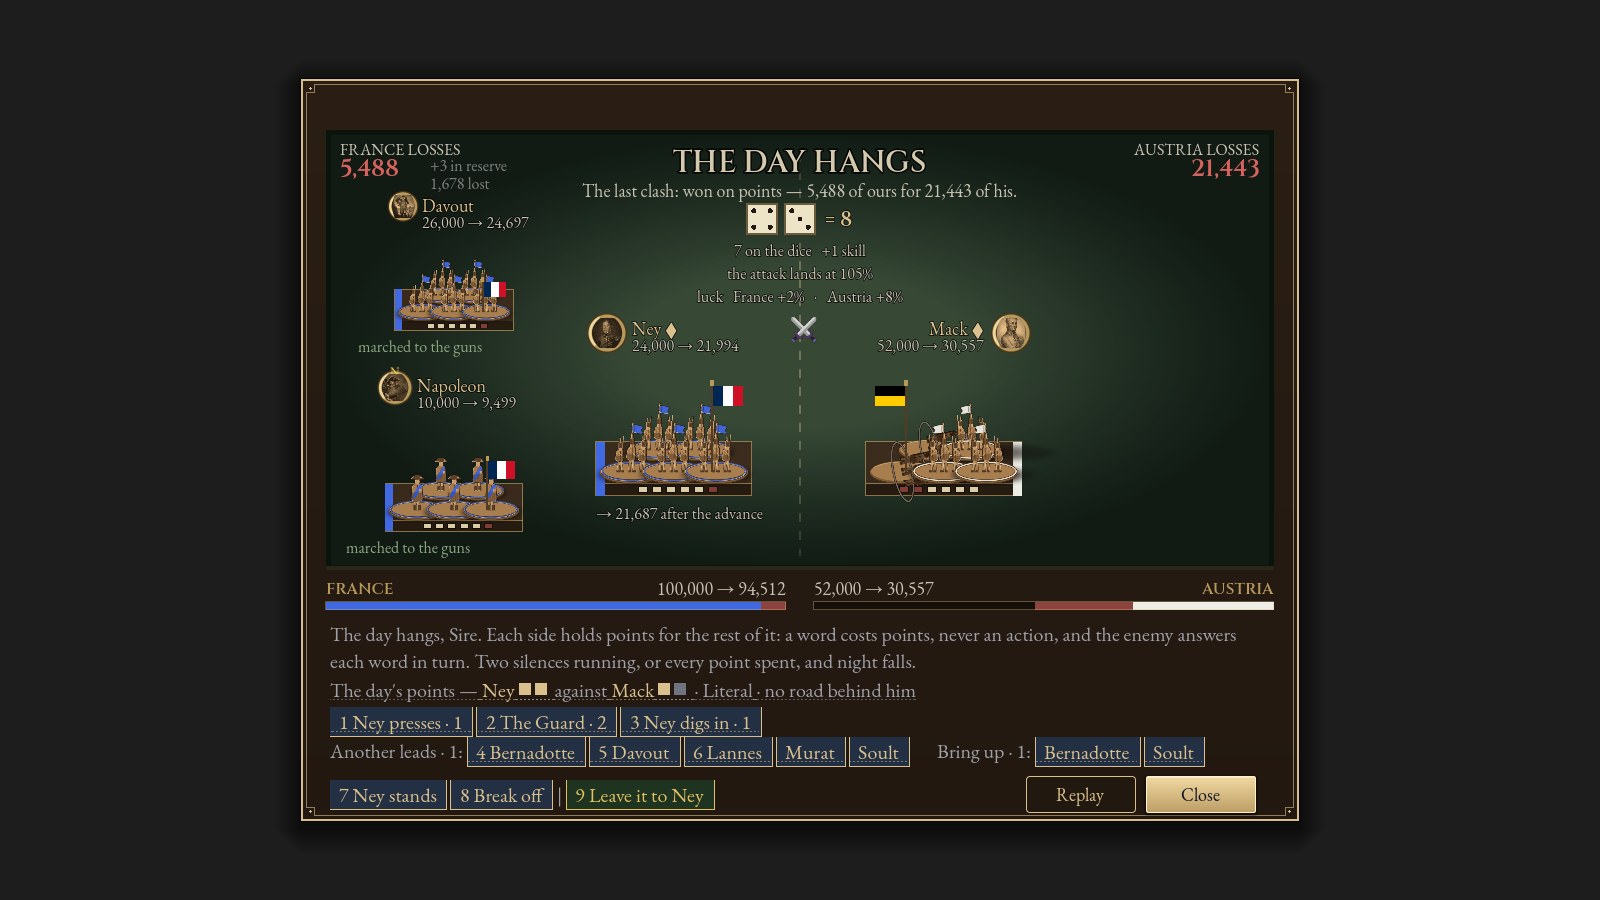 FRANCE LOSSES
5,488
+3 in reserve
1,678 lost
THE DAY HANGS
The last clash: won on points — 5,488 of ours for 21,443 of his.
AUSTRIA LOSSES
21,443
= 8
7 on the dice +1 skill
the attack lands at 105%
luck France +2% · Austria +8%
Davout
26,000 → 24,697
marched to the guns
N
Napoleon
10,000 → 9,499
marched to the guns
Ney ♦
24,000 → 21,994
→ 21,687 after the advance
Mack ♦
52,000 → 30,557
FRANCE 100,000 → 94,512 52,000 → 30,557 AUSTRIA
The day hangs, Sire. Each side holds points for the rest of it: a word costs points, never an action, and the enemy answers
each word in turn. Two silences running, or every point spent, and night falls.
The day's points — Ney against Mack · Literal · no road behind him
1 Ney presses · 1 2 The Guard · 2 3 Ney digs in · 1
Another leads · 1: 4 Bernadotte 5 Davout 6 Lannes Murat Soult Bring up · 1: Bernadotte Soult
7 Ney stands 8 Break off | 9 Leave it to Ney Replay Close